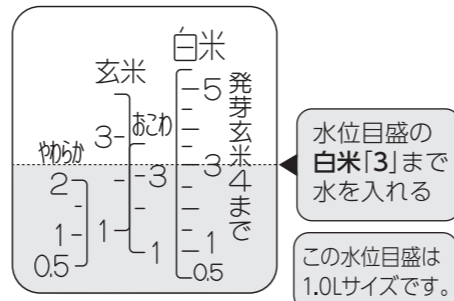 白米
玄米
おこわ
やわらか
発芽玄米4まで
5
3
1
0.5
3
1
3
1
2
1
0.5
水位目盛の
白米「3」まで
水を入れる
この水位目盛は
1.0Lサイズです。